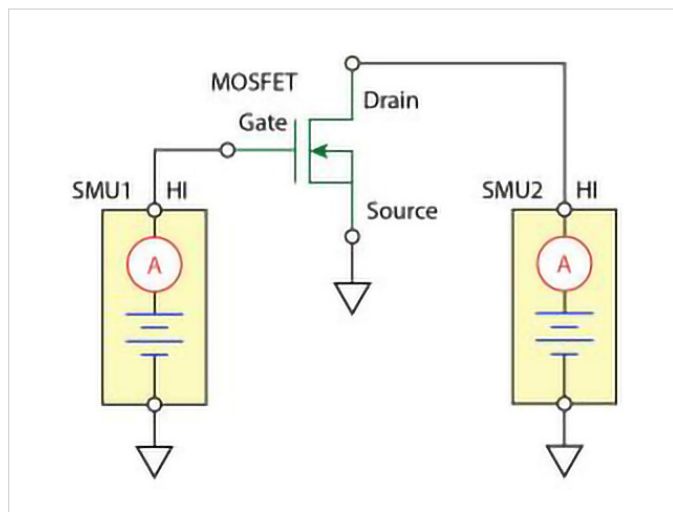 MOSFET
Drain
Gate
SMU1 HI
SMU2 HI
Source
A
A